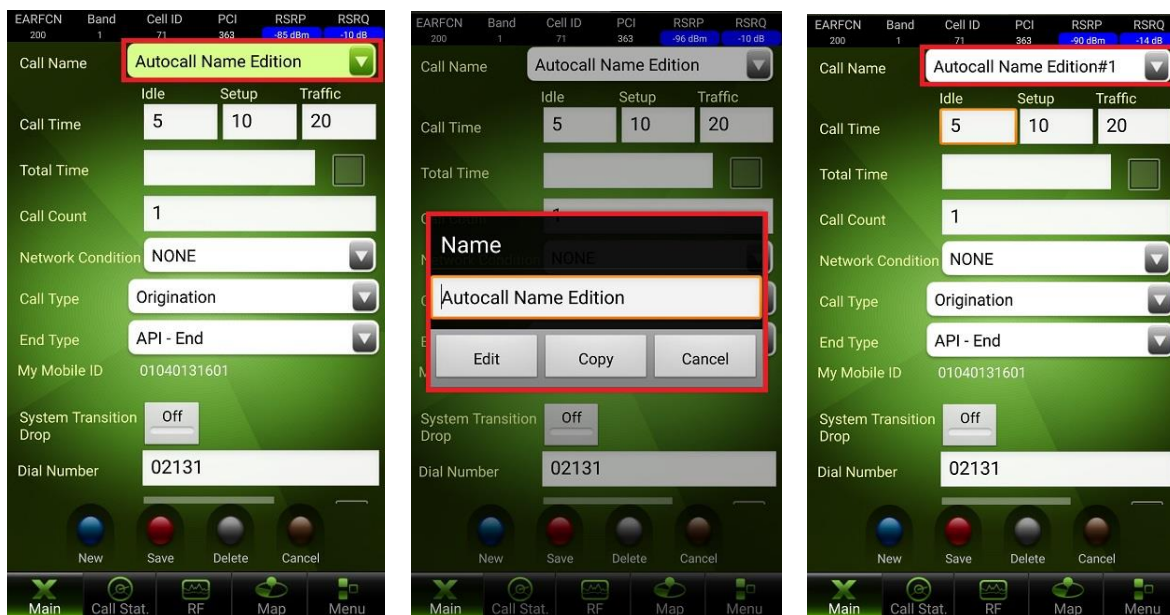 EARFCN Band Cell ID PCI RSRP RSRQ
200 1 71 363 -85 dBm -10 dB
Call Name Autocall Name Edition
Idle Setup Traffic
Call Time 5 10 20
Total Time
Call Count 1
Network Condition NONE
Call Type Origination
End Type API - End
My Mobile ID 01040131601
System Transition Drop Off
Dial Number 02131
New Save Delete Cancel
Main Call Stat. RF Map Menu
EARFCN Band Cell ID PCI RSRP RSRQ
200 1 71 363 -96 dBm -10 dB
Call Name Autocall Name Edition
Idle Setup Traffic
Call Time 5 10 20
Total Time
Name
Autocall Name Edition
Edit Copy Cancel
System Transition Drop Off
Dial Number 02131
New Save Delete Cancel
Main Call Stat. RF Map Menu
EARFCN Band Cell ID PCI RSRP RSRQ
200 1 71 363 -90 dBm -14 dB
Call Name Autocall Name Edition#1
Idle Setup Traffic
Call Time 5 10 20
Total Time
Call Count 1
Network Condition NONE
Call Type Origination
End Type API - End
My Mobile ID 01040131601
System Transition Drop Off
Dial Number 02131
New Save Delete Cancel
Main Call Stat. RF Map Menu